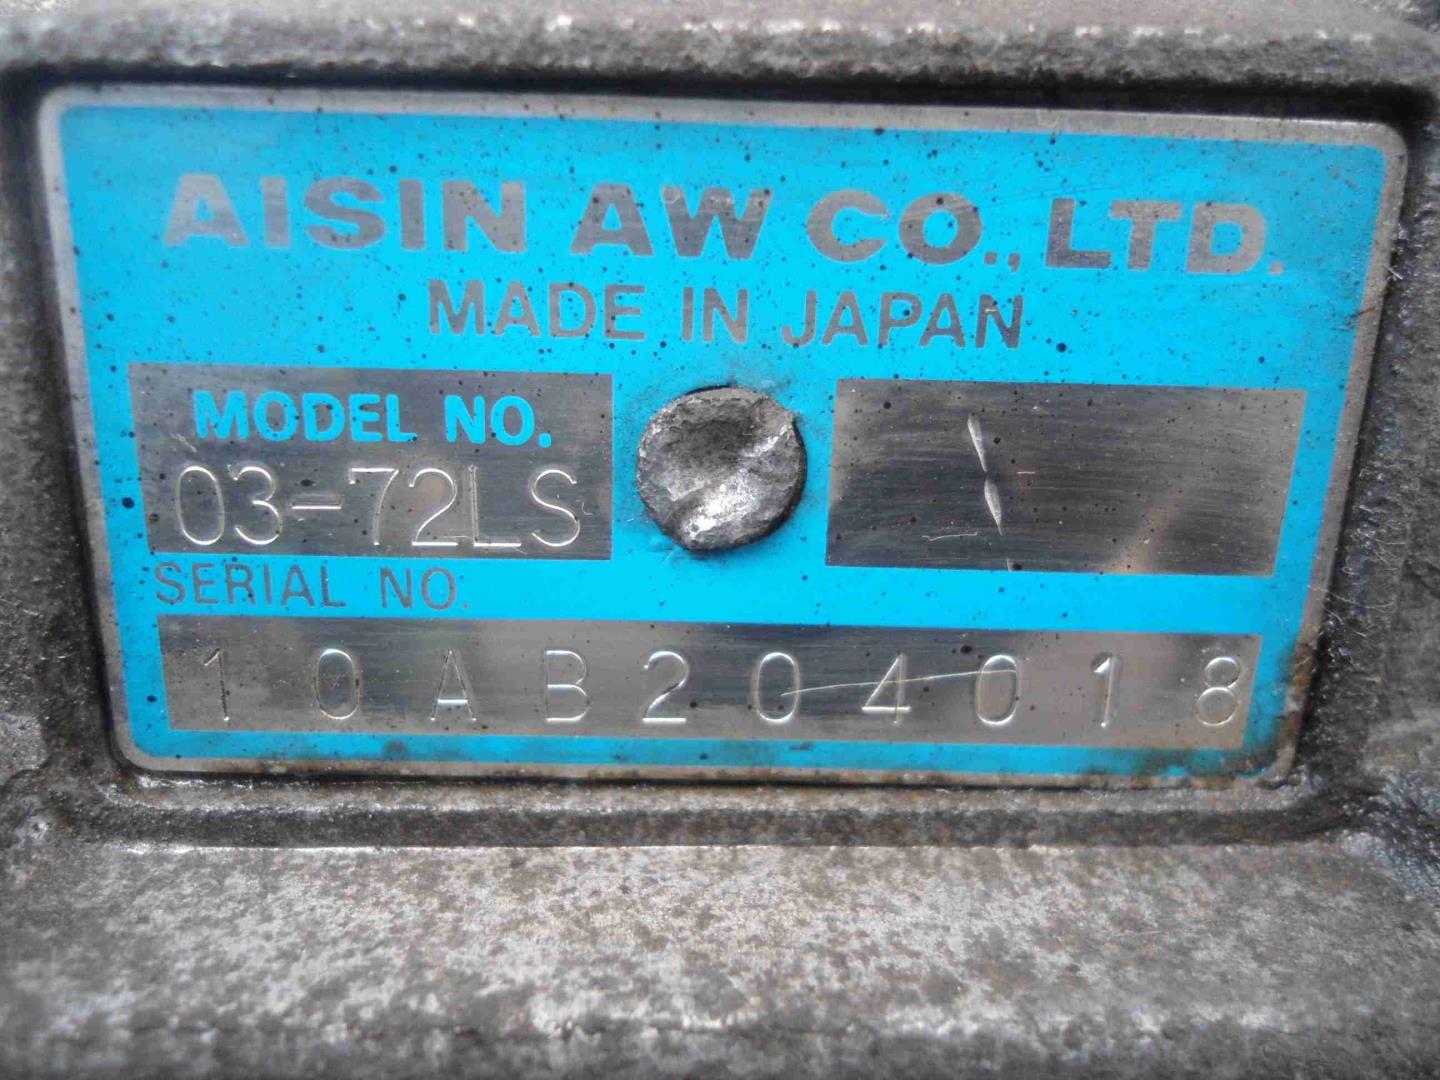 AISIN AW CO., LTD.
MADE IN JAPAN
MODEL NO.
03-72LS
SERIAL NO.
10AB204018